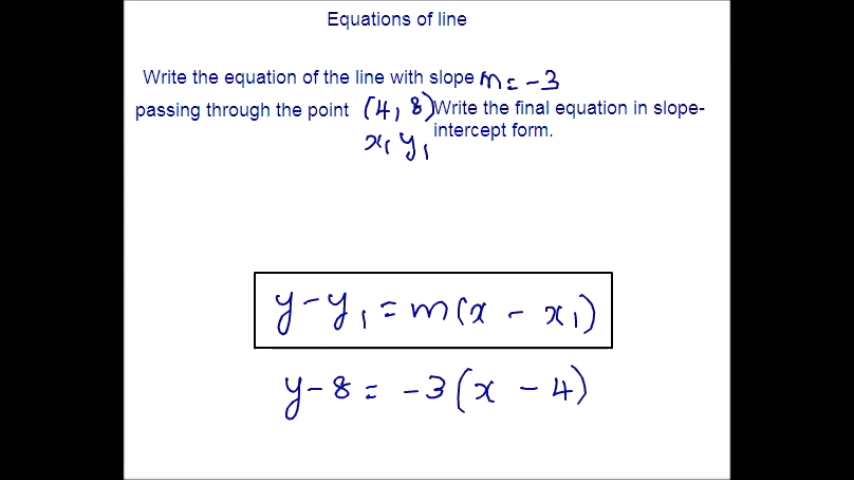 Equations of line
Write the equation of the line with slope m = -3
passing through the point (4, 8) Write the final equation in slope-
intercept form.
x₁ y₁
y - y₁ = m(x - x₁)
y - 8 = -3(x - 4)